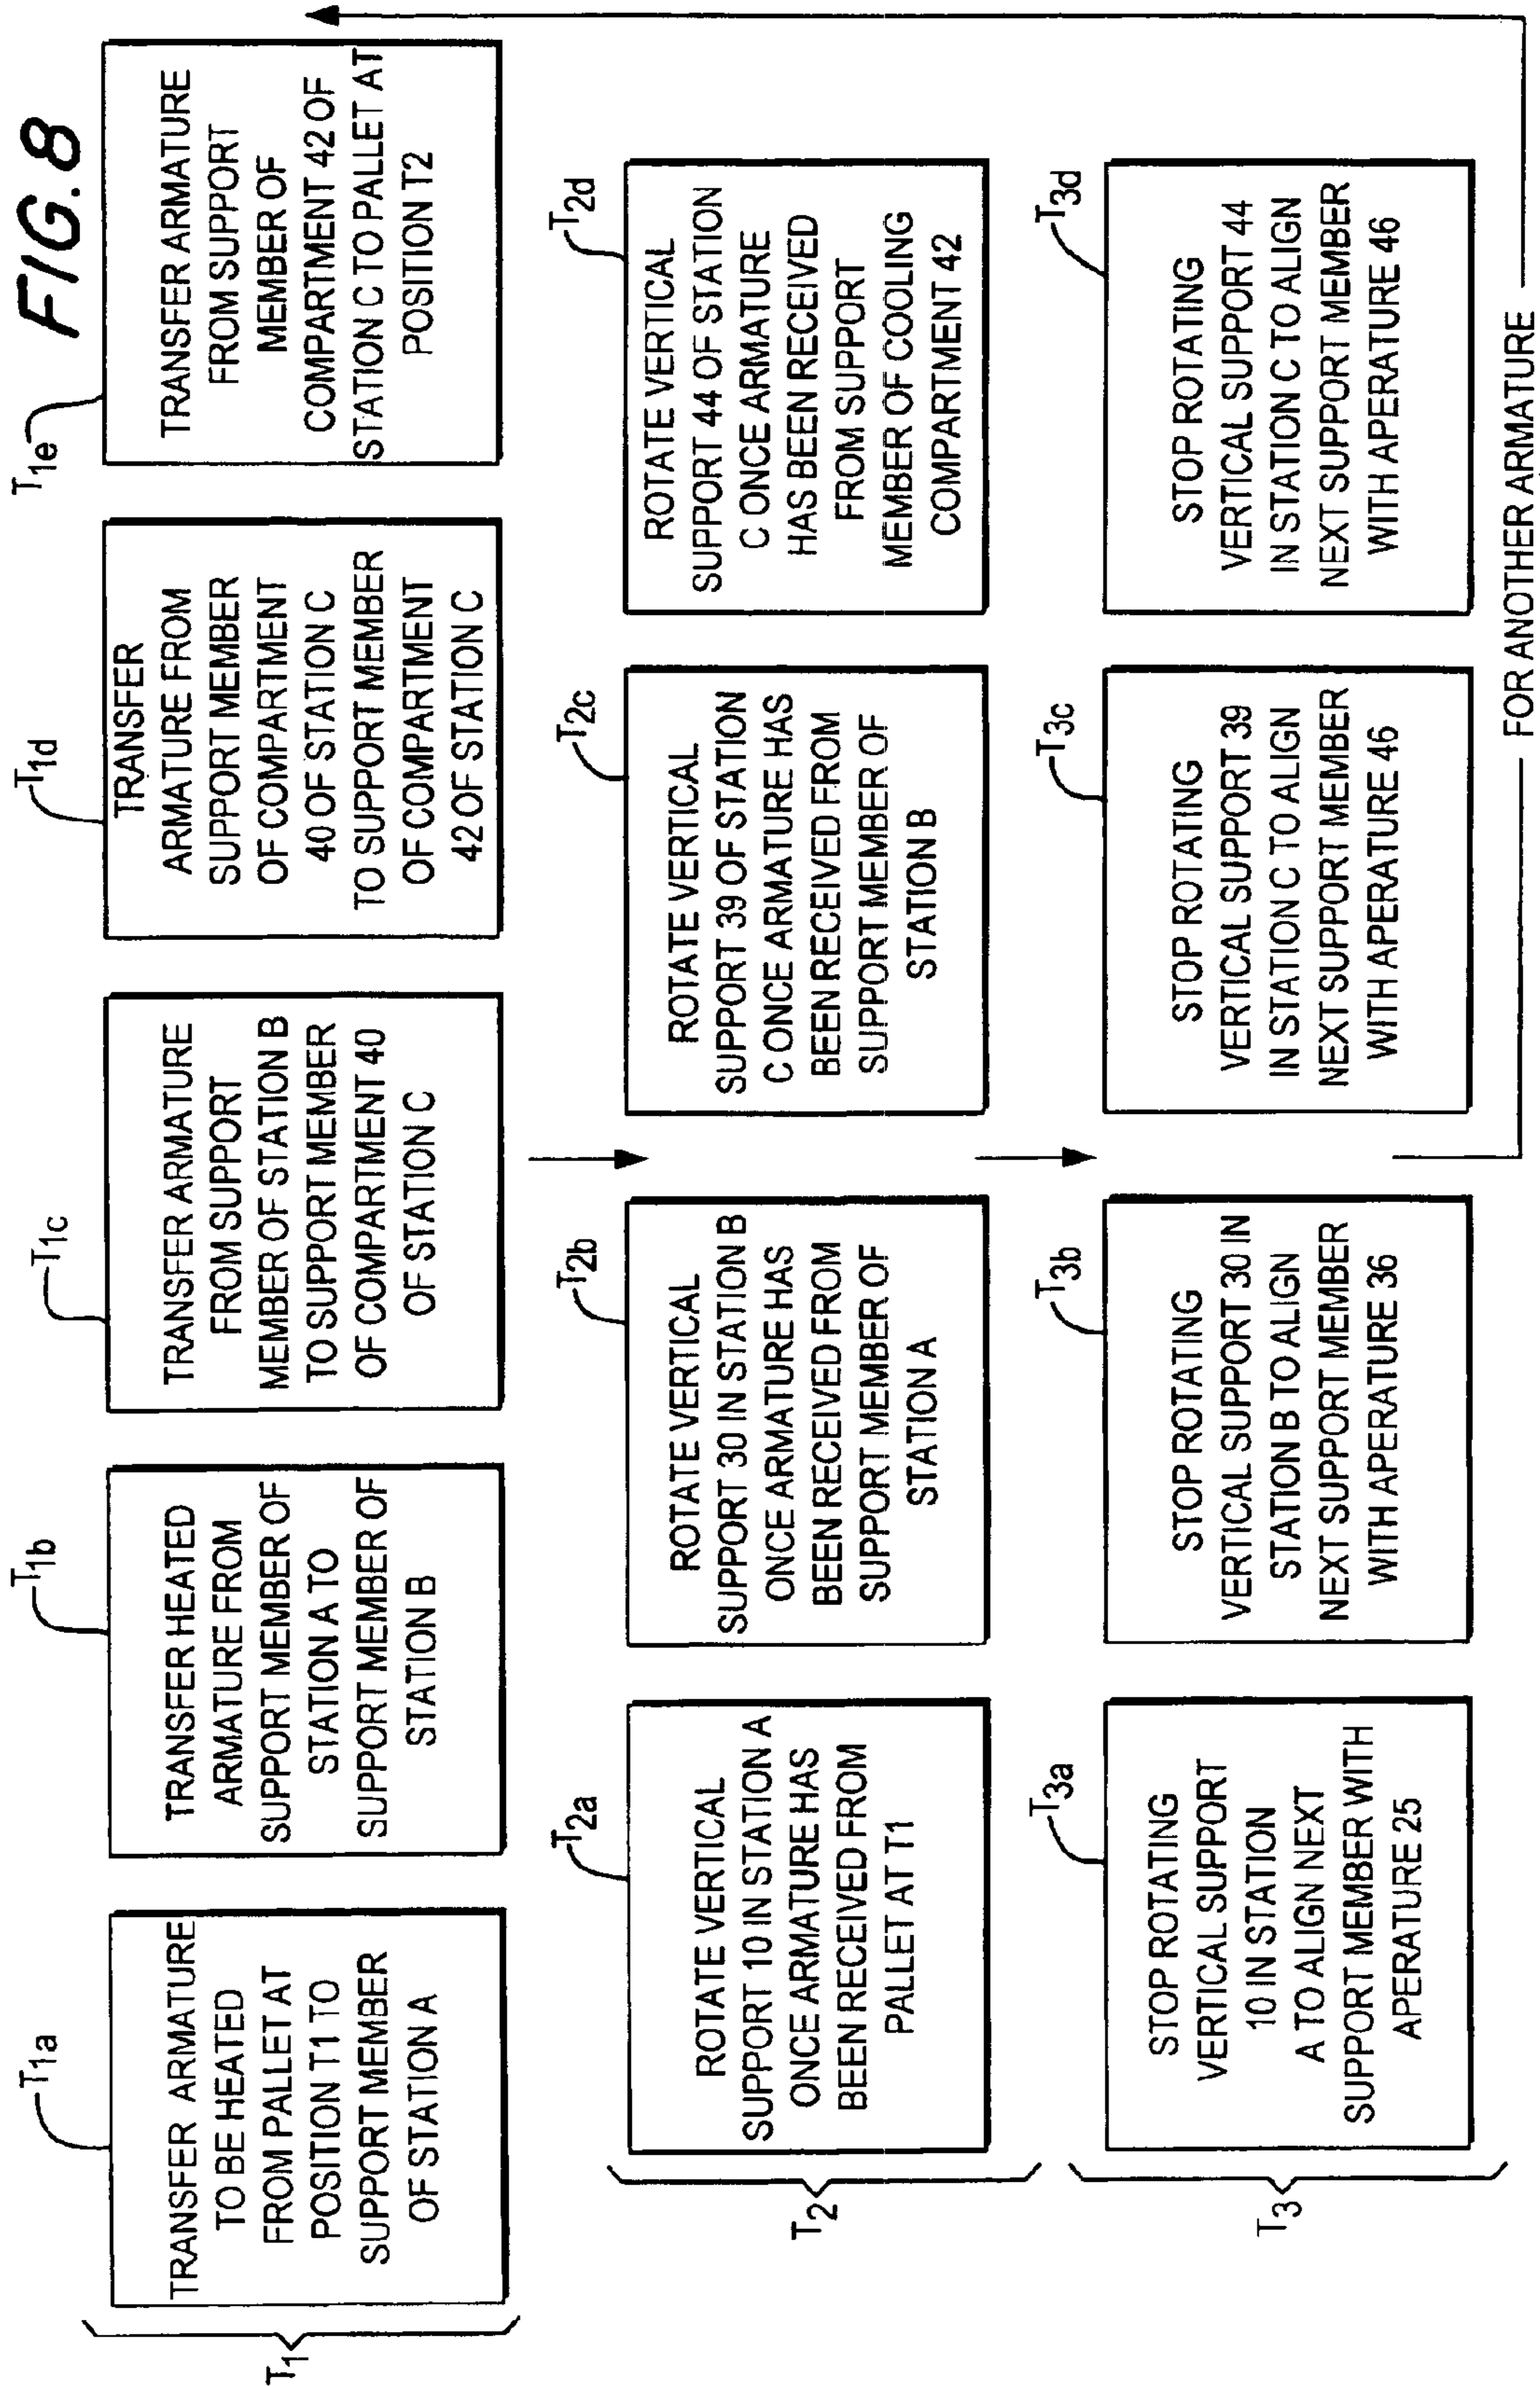 FIG. 8
T1
T1a
TRANSFER ARMATURE
TO BE HEATED
FROM PALLET AT
POSITION T1 TO
SUPPORT MEMBER
OF STATION A
T1b
TRANSFER HEATED
ARMATURE FROM
SUPPORT MEMBER OF
STATION A TO
SUPPORT MEMBER OF
STATION B
T1c
TRANSFER ARMATURE
FROM SUPPORT
MEMBER OF STATION B
TO SUPPORT MEMBER
OF COMPARTMENT 40
OF STATION C
T1d
TRANSFER
ARMATURE FROM
SUPPORT MEMBER
OF COMPARTMENT
40 OF STATION C
TO SUPPORT MEMBER
OF COMPARTMENT
42 OF STATION C
T1e
TRANSFER ARMATURE
FROM SUPPORT
MEMBER OF
COMPARTMENT 42 OF
STATION C TO PALLET AT
POSITION T2
T2
T2a
ROTATE VERTICAL
SUPPORT 10 IN STATION A
ONCE ARMATURE HAS
BEEN RECEIVED FROM
PALLET AT T1
T2b
ROTATE VERTICAL
SUPPORT 30 IN STATION B
ONCE ARMATURE HAS
BEEN RECEIVED FROM
SUPPORT MEMBER OF
STATION A
T2c
ROTATE VERTICAL
SUPPORT 39 OF STATION
C ONCE ARMATURE HAS
BEEN RECEIVED FROM
SUPPORT MEMBER OF
STATION B
T2d
ROTATE VERTICAL
SUPPORT 44 OF STATION
C ONCE ARMATURE
HAS BEEN RECEIVED
FROM SUPPORT
MEMBER OF COOLING
COMPARTMENT 42
T3
T3a
STOP ROTATING
VERTICAL SUPPORT
10 IN STATION
A TO ALIGN NEXT
SUPPORT MEMBER WITH
APERATURE 25
T3b
STOP ROTATING
VERTICAL SUPPORT 30 IN
STATION B TO ALIGN
NEXT SUPPORT MEMBER
WITH APERATURE 36
T3c
STOP ROTATING
VERTICAL SUPPORT 39
IN STATION C TO ALIGN
NEXT SUPPORT MEMBER
WITH APERATURE 46
T3d
STOP ROTATING
VERTICAL SUPPORT 44
IN STATION C TO ALIGN
NEXT SUPPORT MEMBER
WITH APERATURE 46
FOR ANOTHER ARMATURE